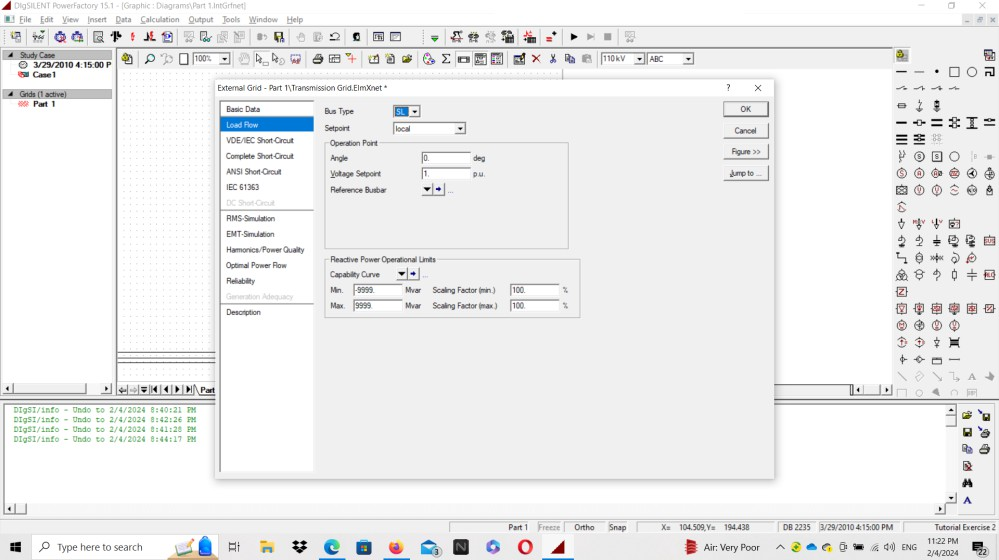 DIgSILENT PowerFactory 15.1 - [Graphic : Diagrams\Part 1.IntGrfnet]
File Edit View Insert Data Calculation Output Tools Window Help
100%
110 kV
ABC
Study Case
3/29/2010 4:15:00 P
Case1
Grids (1 active)
Part 1
External Grid - Part 1\Transmission Grid.ElmXnet *
Basic Data
Load Flow
VDE/IEC Short-Circuit
Complete Short-Circuit
ANSI Short-Circuit
IEC 61363
DC Short-Circuit
RMS-Simulation
EMT-Simulation
Harmonics/Power Quality
Optimal Power Flow
Reliability
Generation Adequacy
Description
Bus Type SL
Setpoint local
Operation Point
Angle 0. deg
Voltage Setpoint 1. p.u.
Reference Busbar ...
Reactive Power Operational Limits
Capability Curve ...
Min. -9999. Mvar Scaling Factor (min.) 100. %
Max. 9999. Mvar Scaling Factor (max.) 100. %
OK
Cancel
Figure >>
Jump to ...
Part
DIgSI/info - Undo to 2/4/2024 8:40:21 PM
DIgSI/info - Undo to 2/4/2024 8:42:26 PM
DIgSI/info - Undo to 2/4/2024 8:41:28 PM
DIgSI/info - Undo to 2/4/2024 8:44:17 PM
Part 1 Freeze Ortho Snap X= 104.509,Y= 194.438 DB 2235 3/29/2010 4:15:00 PM Tutorial Exercise 2
Type here to search
Air: Very Poor
ENG
11:22 PM
2/4/2024
22